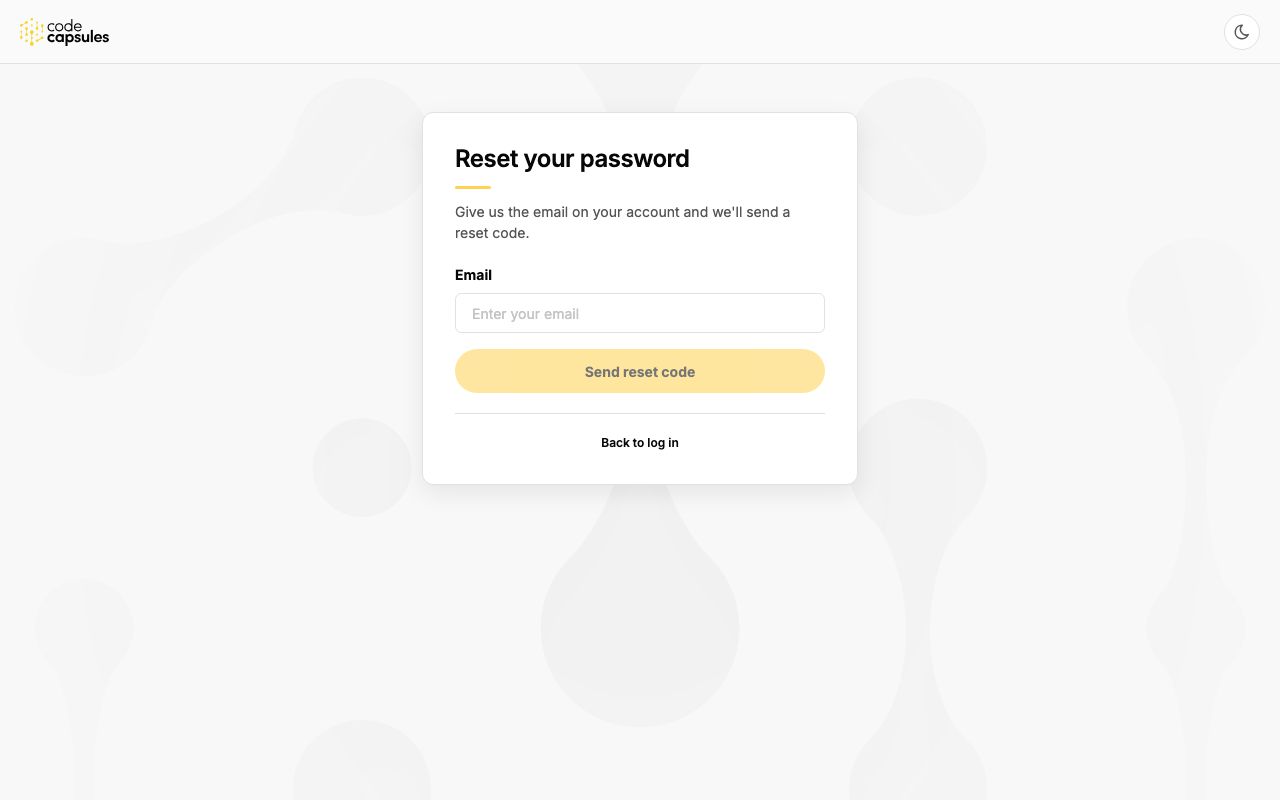 code
capsules
Reset your password
Give us the email on your account and we'll send a
reset code.
Email
Enter your email
Send reset code
Back to log in